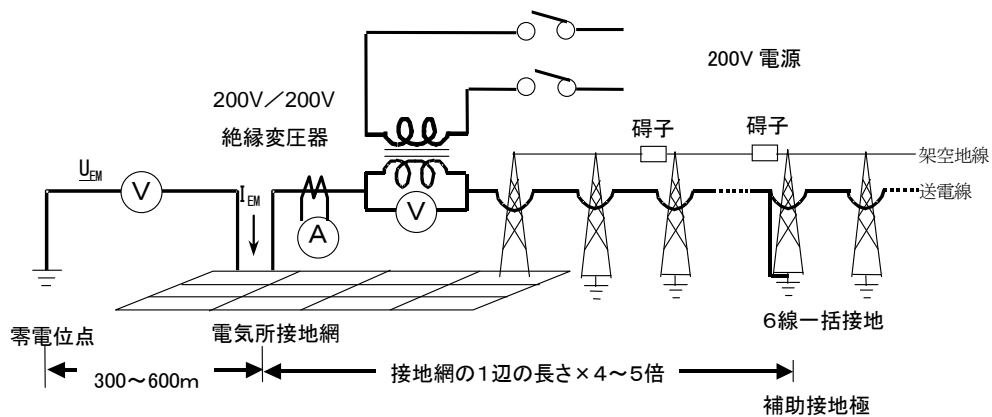 200V 電源
200V/200V
絶縁変圧器
碍子
碍子
架空地線
U_EM
V
I_EM
A
V
送電線
零電位点
電気所接地網
6線一括接地
300~600m
接地網の1辺の長さ×4~5倍
補助接地極